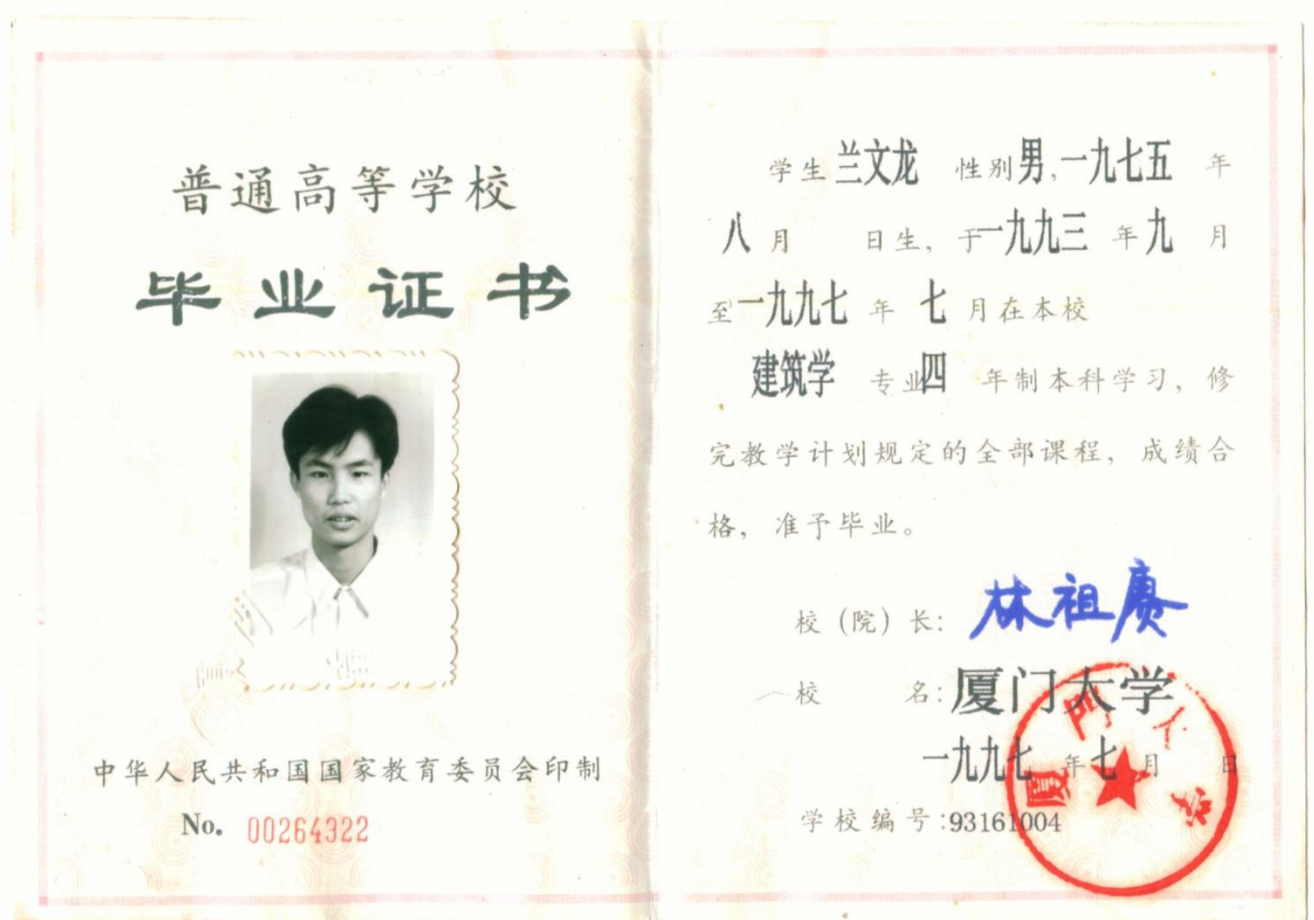 普通高等学校
毕业证书
中华人民共和国国家教育委员会印制
No. 00264322
学生兰文龙 性别男,一九七五 年
八月 日生, 于一九九三 年九 月
至一九九七 年 七 月在本校
建筑学 专业四 年制本科学习, 修
完教学计划规定的全部课程, 成绩合
格, 准予毕业。
校(院)长: 林祖赓
校 名: 厦门大学
一九九七 年七月 日
学校编号:93161004
厦門大学